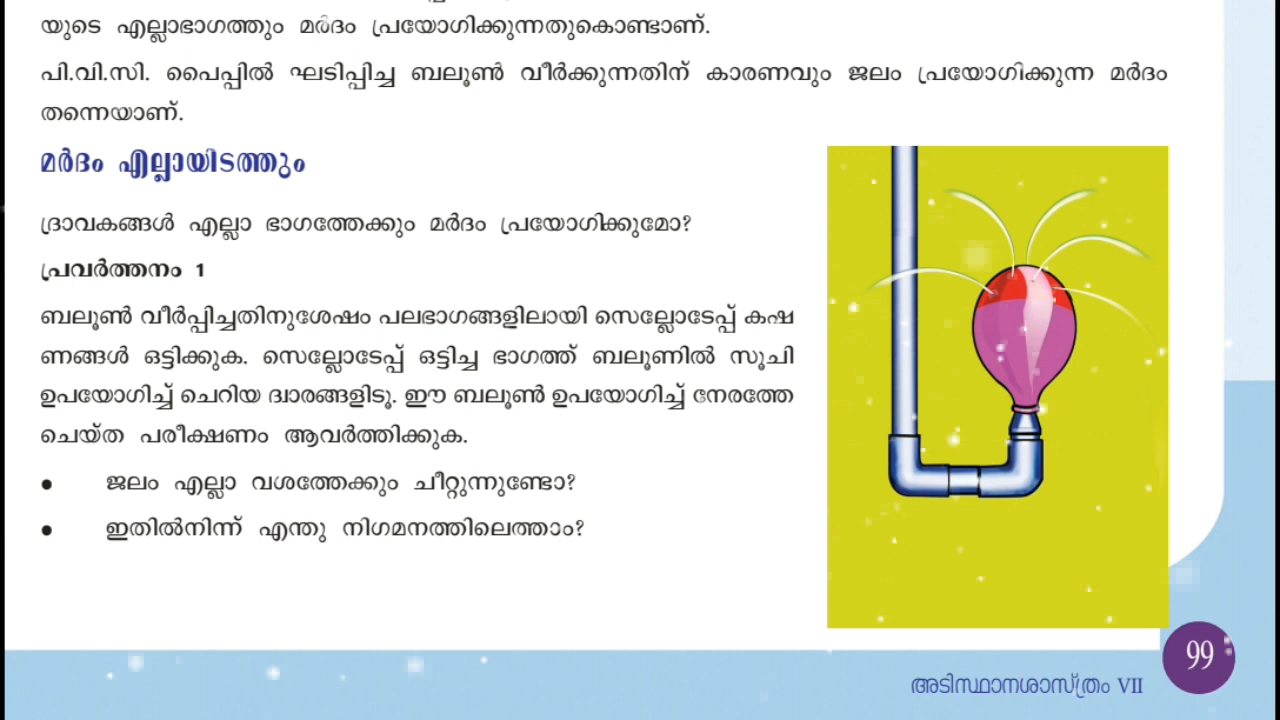 യുടെ എല്ലാഭാഗത്തും മർദം പ്രയോഗിക്കുന്നതുകൊണ്ടാണ്.
പി.വി.സി. പൈപ്പിൽ ഘടിപ്പിച്ച ബലൂൺ വീർക്കുന്നതിന് കാരണവും ജലം പ്രയോഗിക്കുന്ന മർദം
തന്നെയാണ്.
മർദം എല്ലായിടത്തും
ദ്രാവകങ്ങൾ എല്ലാ ഭാഗത്തേക്കും മർദം പ്രയോഗിക്കുമോ?
പ്രവർത്തനം 1
ബലൂൺ വീർപ്പിച്ചതിനുശേഷം പലഭാഗങ്ങളിലായി സെല്ലോടേപ്പ് കഷ
ണങ്ങൾ ഒട്ടിക്കുക. സെല്ലോടേപ്പ് ഒട്ടിച്ച ഭാഗത്ത് ബലൂണിൽ സൂചി
ഉപയോഗിച്ച് ചെറിയ ദ്വാരങ്ങളിടൂ. ഈ ബലൂൺ ഉപയോഗിച്ച് നേരത്തേ
ചെയ്ത പരീക്ഷണം ആവർത്തിക്കുക.
• ജലം എല്ലാ വശത്തേക്കും ചീറ്റുന്നുണ്ടോ?
• ഇതിൽനിന്ന് എന്തു നിഗമനത്തിലെത്താം?
99
അടിസ്ഥാനശാസ്ത്രം VII